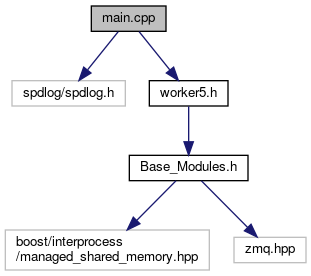 main.cpp
spdlog/spdlog.h
worker5.h
Base_Modules.h
boost/interprocess
/managed_shared_memory.hpp
zmq.hpp